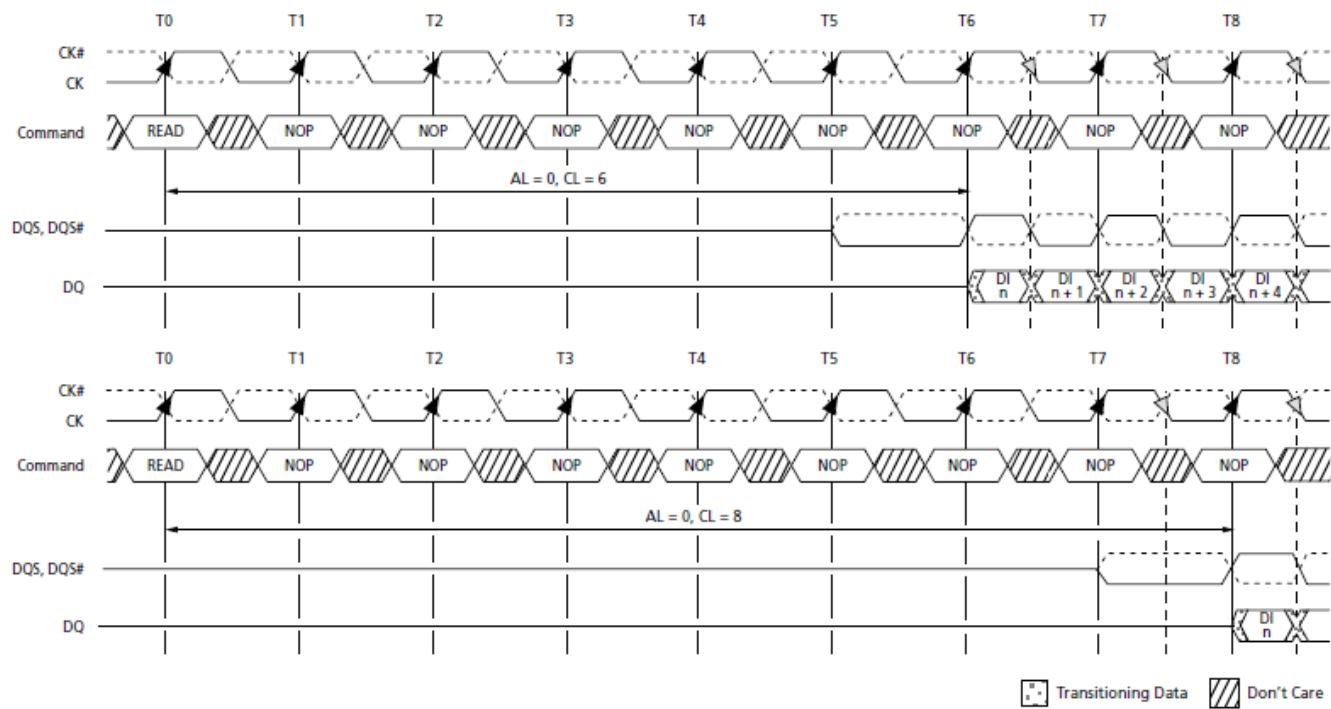 T0 T1 T2 T3 T4 T5 T6 T7 T8
CK#
CK
Command READ NOP NOP NOP NOP NOP NOP NOP NOP
AL = 0, CL = 6
DQS, DQS#
DQ DI n DI n + 1 DI n + 2 DI n + 3 DI n + 4
T0 T1 T2 T3 T4 T5 T6 T7 T8
CK#
CK
Command READ NOP NOP NOP NOP NOP NOP NOP NOP
AL = 0, CL = 8
DQS, DQS#
DQ DI n
Transitioning Data Don't Care